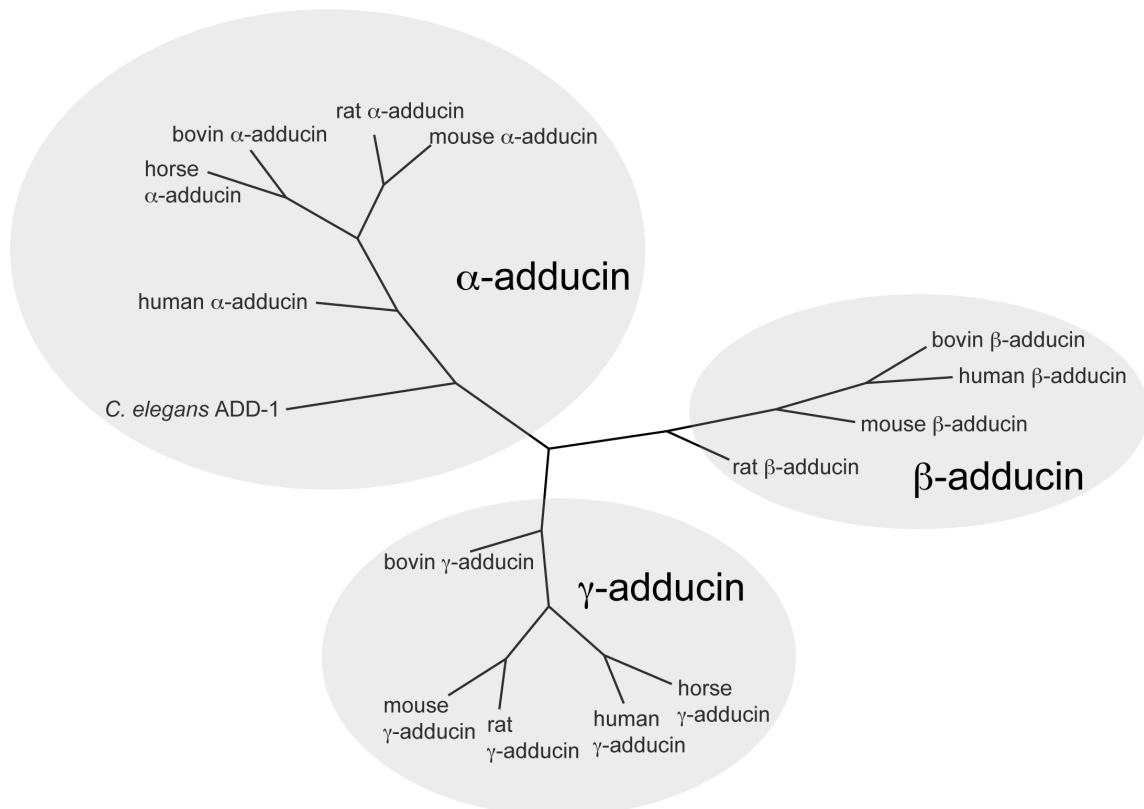 rat α-adducin
bovin α-adducin
mouse α-adducin
horse
α-adducin
α-adducin
human α-adducin
C. elegans ADD-1
bovin β-adducin
human β-adducin
mouse β-adducin
rat β-adducin
β-adducin
bovin γ-adducin
γ-adducin
mouse
γ-adducin
rat
γ-adducin
human
γ-adducin
horse
γ-adducin